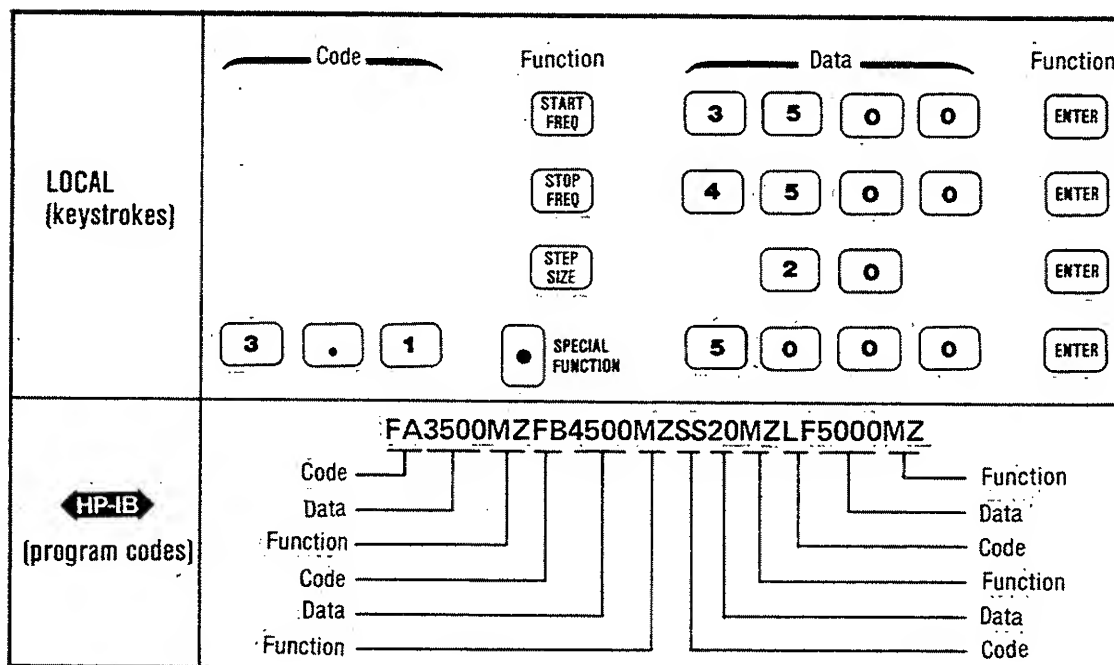 Code Function Data Function
START FREQ 3 5 0 0 ENTER
LOCAL (keystrokes)
STOP FREQ 4 5 0 0 ENTER
STEP SIZE 2 0 ENTER
3 . 1 SPECIAL FUNCTION 5 0 0 0 ENTER
HP-IB (program codes)
FA3500MZFB4500MZSS20MZLF5000MZ
Code Function
Data Data
Function Code
Code Function
Data Data
Function Code